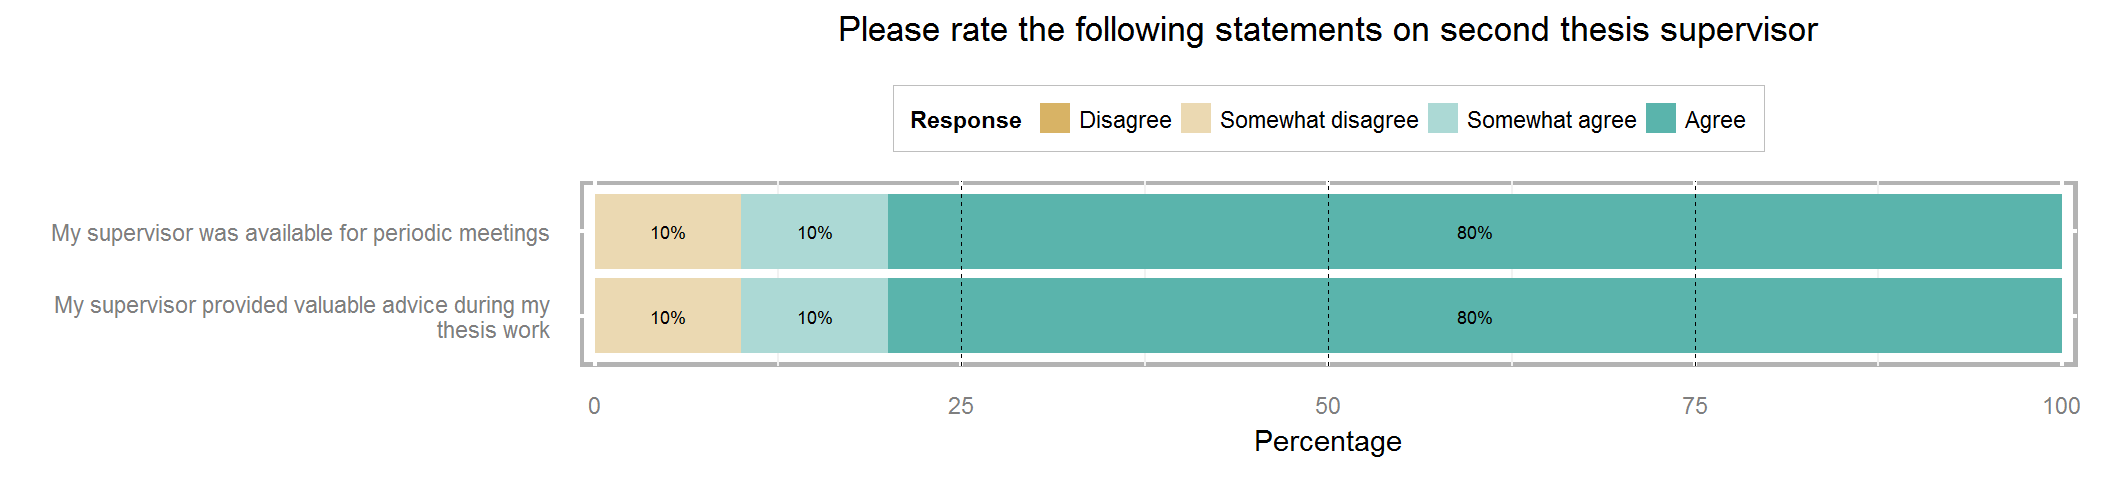 Please rate the following statements on second thesis supervisor
Response Disagree Somewhat disagree Somewhat agree Agree
My supervisor was available for periodic meetings 10% 10% 80%
My supervisor provided valuable advice during my
thesis work 10% 10% 80%
0 25 50 75 100
Percentage